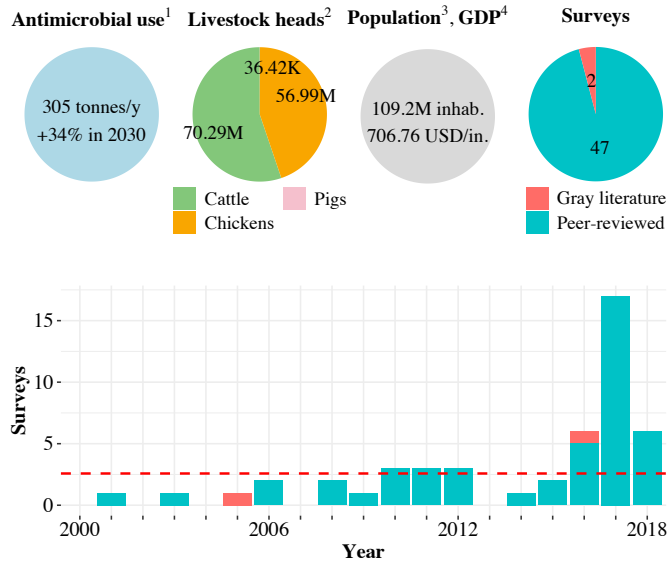 Antimicrobial use¹ Livestock heads² Population³, GDP⁴ Surveys
305 tonnes/y
+34% in 2030
36.42K
56.99M
70.29M
109.2M inhab.
706.76 USD/in.
2
47
Cattle
Pigs
Chickens
Gray literature
Peer-reviewed
15
10
5
0
Surveys
2000 2006 2012 2018
Year